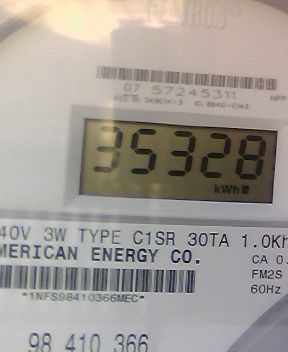 07 57245311
35328
kWh
40V 3W TYPE C1SR 30TA 1.0Kh
MERICAN ENERGY CO.
CA 0.
FM2S
60Hz
*1NFS98410366MEC*
98 410 366